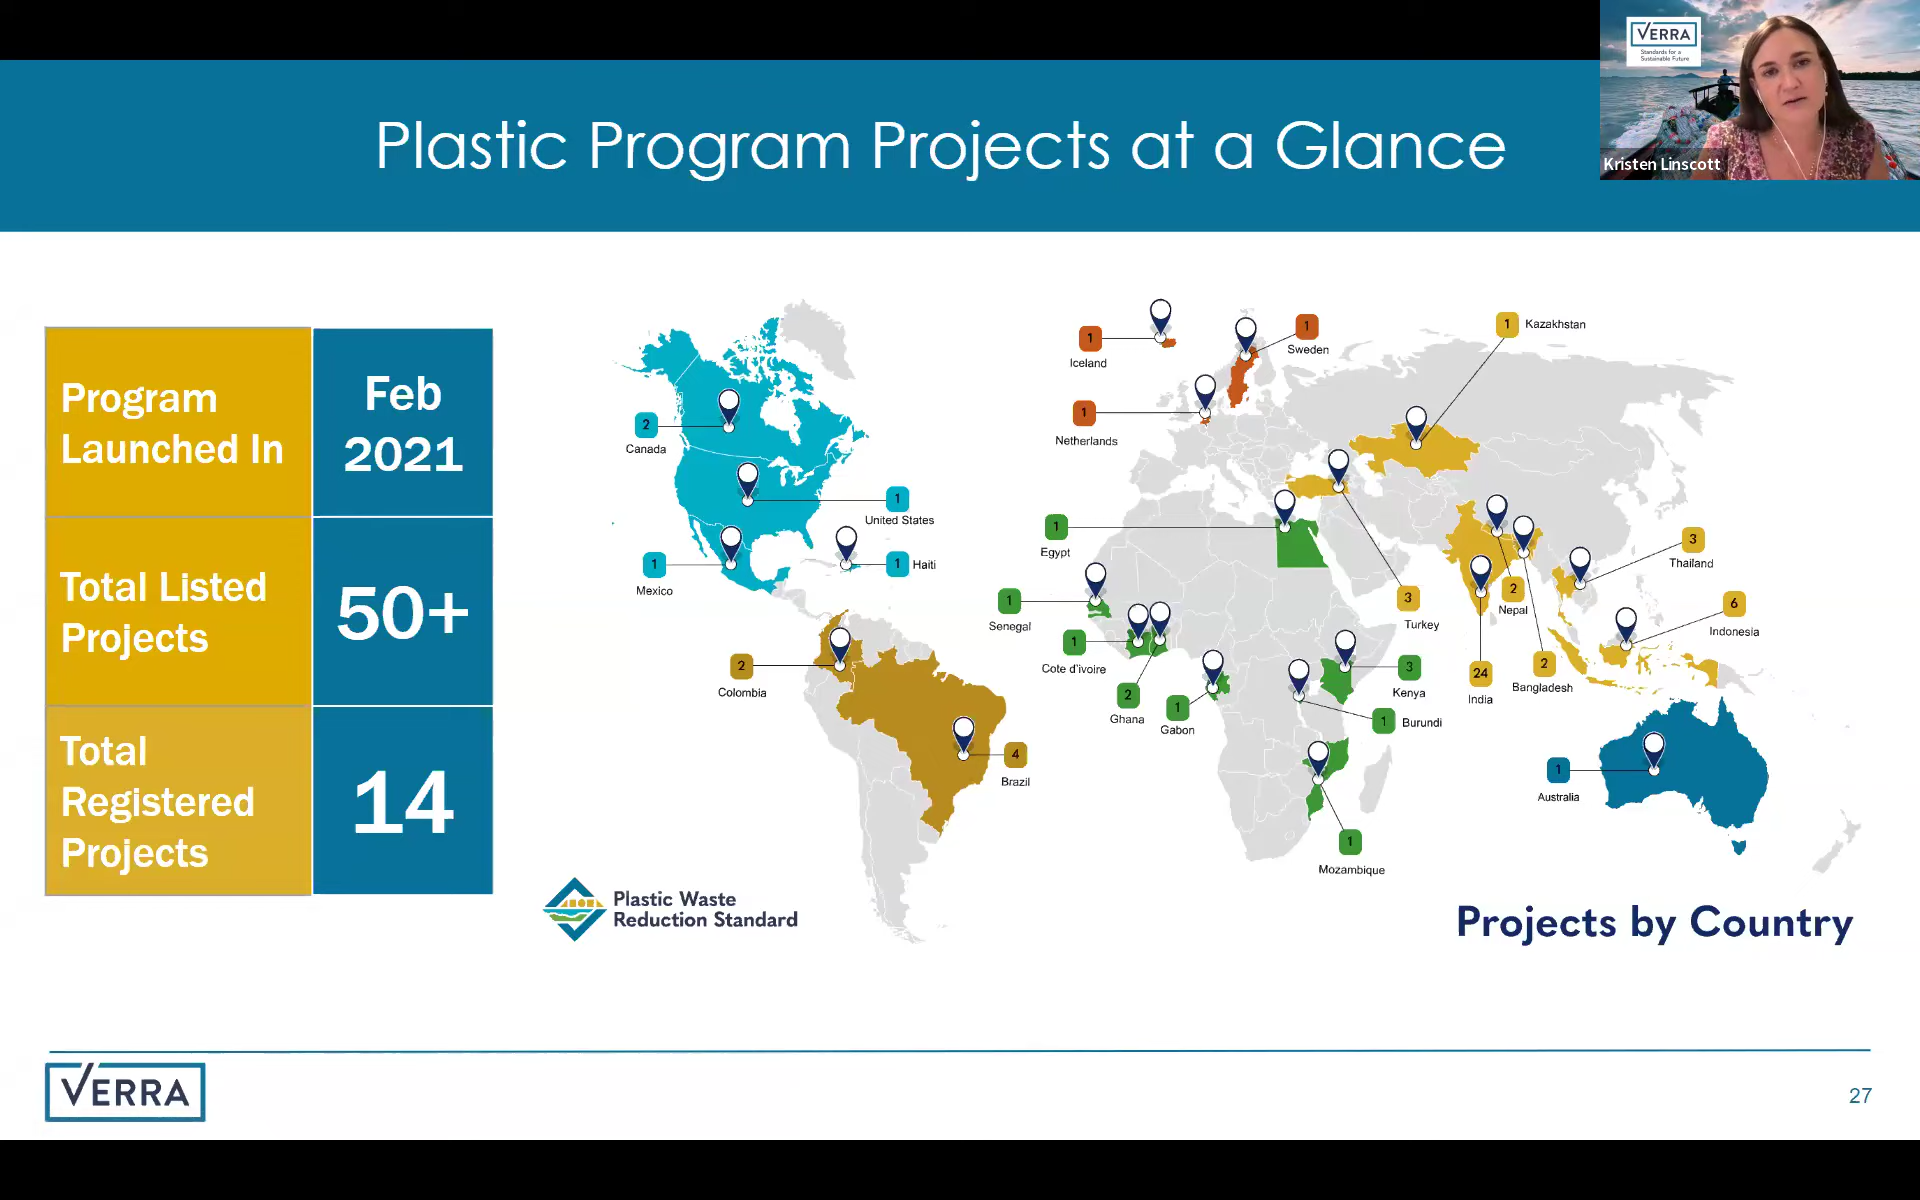 VERRA
Standards for a
Sustainable Future
Kristen Linscott
Plastic Program Projects at a Glance
Program
Launched In
Feb
2021
Total Listed
Projects
50+
Total
Registered
Projects
14
2
Canada
1
United States
1
Mexico
1 Haiti
2
Colombia
4
Brazil
1
Iceland
1
Sweden
1
Netherlands
1 Kazakhstan
1
Egypt
1
Senegal
1
Cote d'ivoire
2
Ghana
1
Gabon
3
Kenya
1 Burundi
1
Mozambique
3
Turkey
24
India
2
Nepal
2
Bangladesh
3
Thailand
6
Indonesia
1
Australia
Plastic Waste
Reduction Standard
Projects by Country
VERRA
27